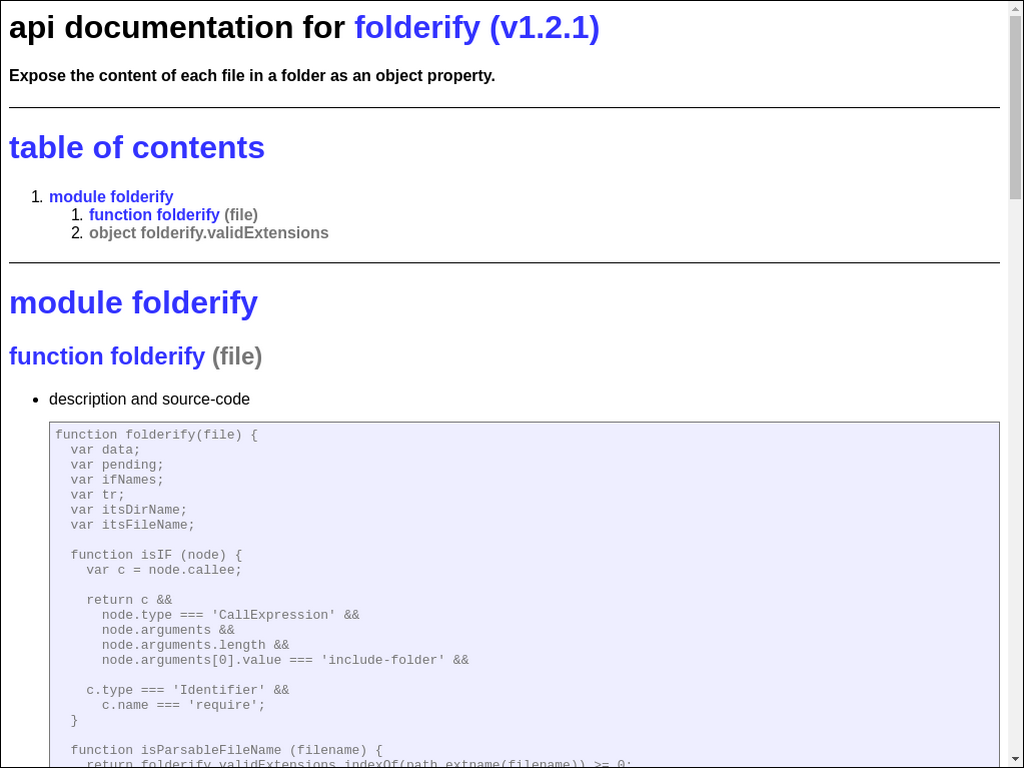 api documentation for folderify (v1.2.1)
Expose the content of each file in a folder as an object property.
table of contents
1. module folderify
1. function folderify (file)
2. object folderify.validExtensions
module folderify
function folderify (file)
• description and source-code
function folderify(file) {
  var data;
  var pending;
  var ifNames;
  var tr;
  var itsDirName;
  var itsFileName;
  function isIF (node) {
    var c = node.callee;
    return c &&
      node.type === 'CallExpression' &&
      node.arguments &&
      node.arguments.length &&
      node.arguments[0].value === 'include-folder' &&
    c.type === 'Identifier' &&
      c.name === 'require';
  }
  function isParsableFileName (filename) {
    return folderify.validExtensions.indexOf(path.extname(filename)) >= 0;